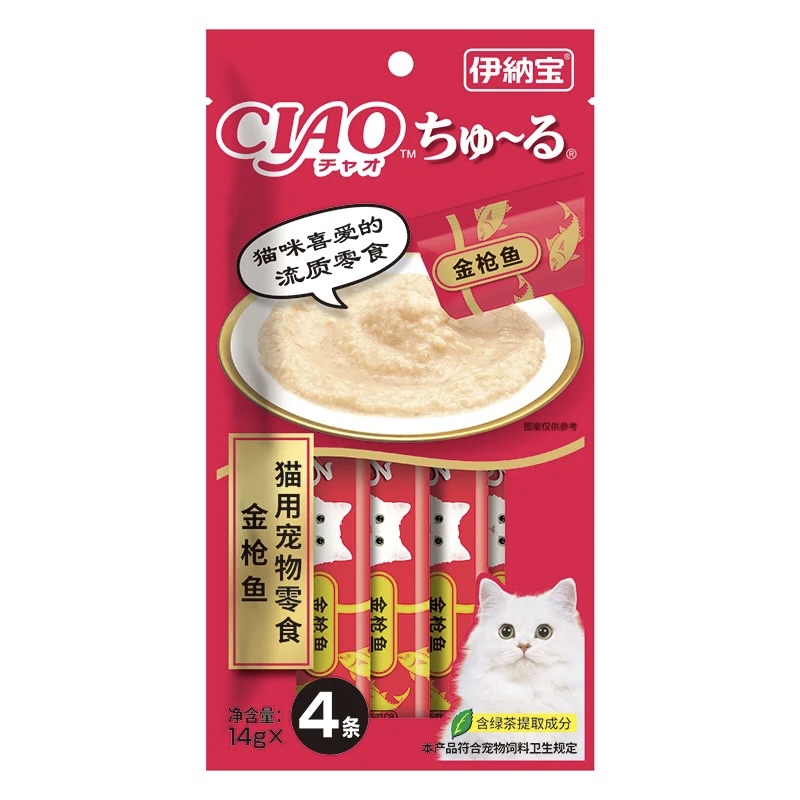 伊納宝®
CIAO™
チャオ
ちゅ～る®
猫咪喜爱的
流质零食
金枪鱼
图案仅供参考
猫用宠物零食
金枪鱼
金枪鱼
金枪鱼
金枪鱼
净含量:
14g×
4条
含绿茶提取成分
本产品符合宠物饲料卫生规定